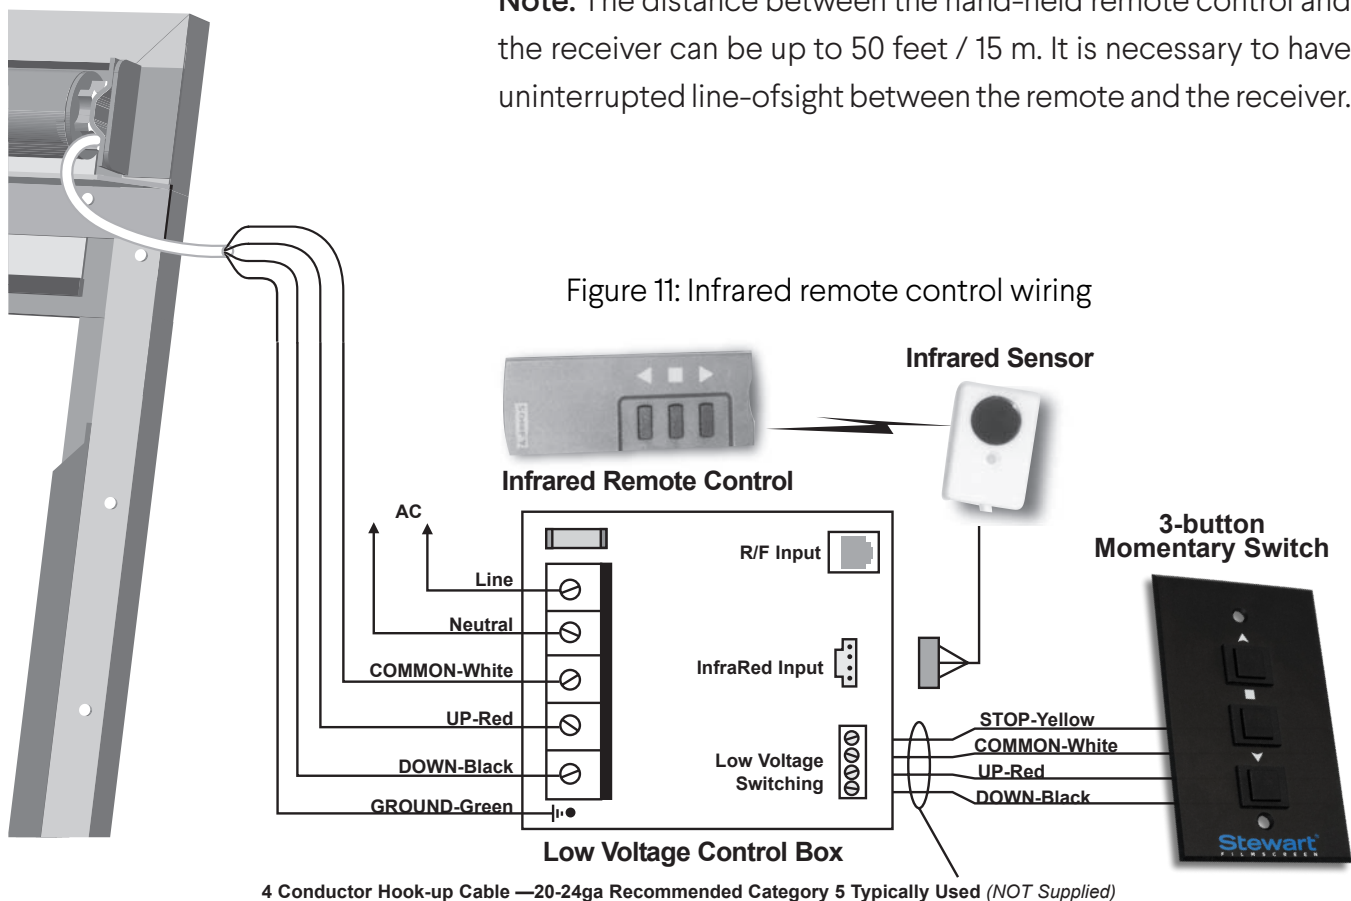 Note: The distance between the hand-held remote control and
the receiver can be up to 50 feet / 15 m. It is necessary to have
uninterrupted line-ofsight between the remote and the receiver.
Figure 11: Infrared remote control wiring
Infrared Sensor
SOMFY
Infrared Remote Control
3-button
Momentary Switch
AC
R/F Input
Line
Neutral
InfraRed Input
COMMON-White
UP-Red
DOWN-Black
GROUND-Green
Low Voltage
Switching
STOP-Yellow
COMMON-White
UP-Red
DOWN-Black
Stewart®
FILMSCREEN
Low Voltage Control Box
4 Conductor Hook-up Cable —20-24ga Recommended Category 5 Typically Used (NOT Supplied)